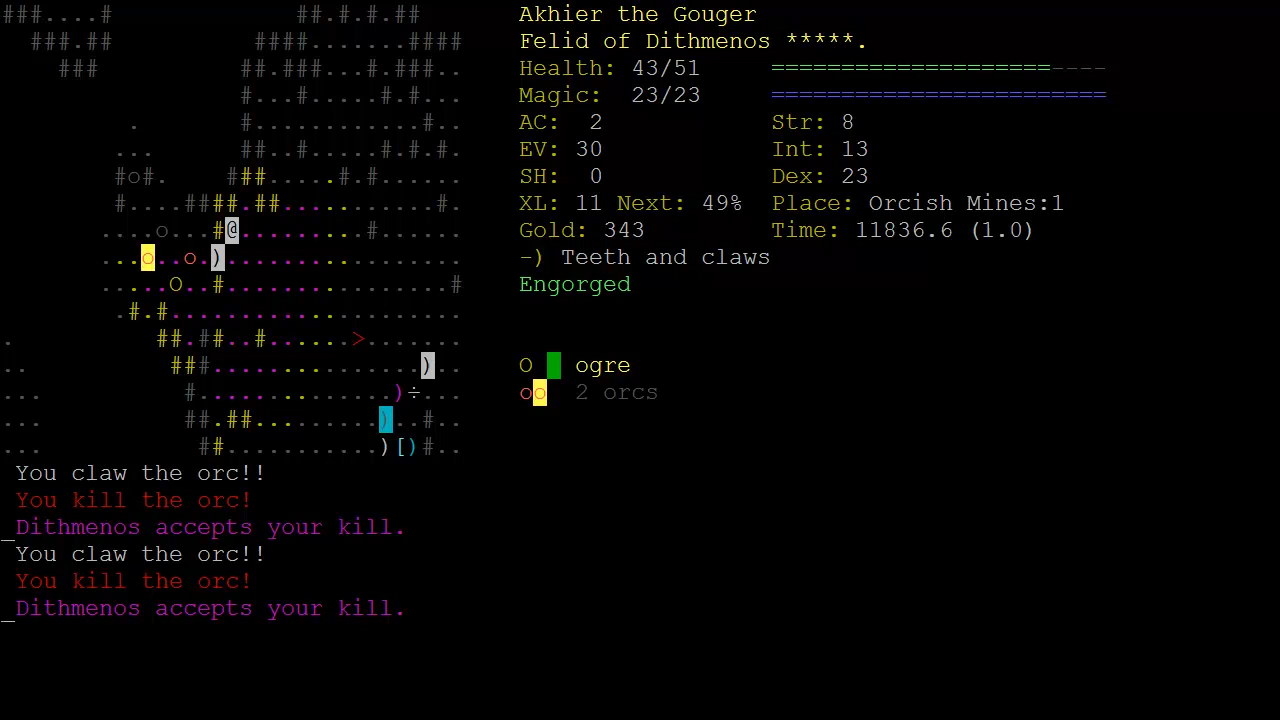 ###....#             ##.#.#.##       Akhier the Gouger
  ###.##          ####.......####    Felid of Dithmenos *****.
    ###          ##.###...#.###..    Health: 43/51     ====================----
                 #...#.....#.#...    Magic:  23/23     ========================
         .       #............#..    AC:  2            Str: 8
        ...      ##..#.....#.#.#.    EV: 30            Int: 13
        #o#.    ###.....#.#......    SH:  0            Dex: 23
        #....####.##...........#.    XL: 11 Next: 49%  Place: Orcish Mines:1
       ....o...#@.........#......    Gold: 343         Time: 11836.6 (1.0)
       ...o..o.).................    -) Teeth and claws
       .....O..#................#    Engorged
        .#.#.....................
.          ##.##..#......>.......    O   ogre
..          ###...............)..    oo  2 orcs
...          #..............)÷...
...          ##.##.........)..#..
...           ##...........)[)#..
You claw the orc!!
You kill the orc!
_Dithmenos accepts your kill.
You claw the orc!!
You kill the orc!
_Dithmenos accepts your kill.